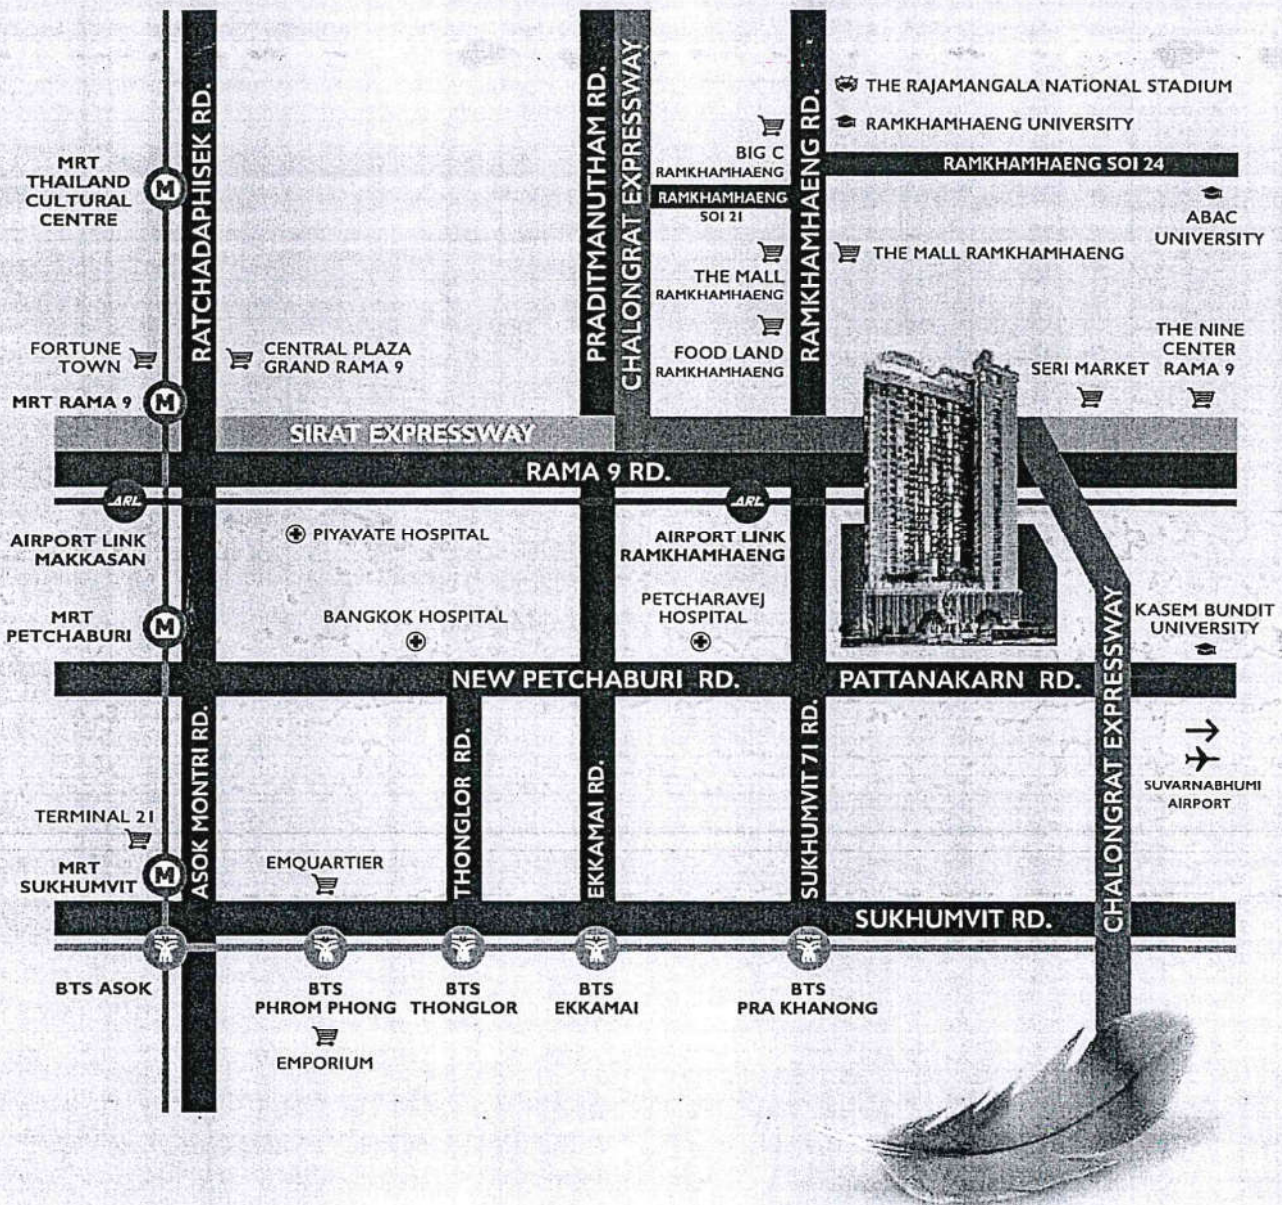 RATCHADAPHISEK RD.
PRADITMANUTHAM RD.
CHALONGRAT EXPRESSWAY
RAMKHAMHAENG RD.
THE RAJAMANGALA NATIONAL STADIUM
RAMKHAMHAENG UNIVERSITY
BIG C
RAMKHAMHAENG
RAMKHAMHAENG SOI 24
MRT
THAILAND
CULTURAL
CENTRE
M
RAMKHAMHAENG
SOI 21
ABAC
UNIVERSITY
THE MALL
RAMKHAMHAENG
THE MALL RAMKHAMHAENG
FORTUNE
TOWN
CENTRAL PLAZA
GRAND RAMA 9
FOOD LAND
RAMKHAMHAENG
SERI MARKET
THE NINE
CENTER
RAMA 9
MRT RAMA 9
M
SIRAT EXPRESSWAY
RAMA 9 RD.
ARL
ARL
AIRPORT LINK
MAKKASAN
PIYAVATE HOSPITAL
AIRPORT LINK
RAMKHAMHAENG
MRT
PETCHABURI
M
BANGKOK HOSPITAL
PETCHARAVEJ
HOSPITAL
KASEM BUNDIT
UNIVERSITY
NEW PETCHABURI RD.
PATTANAKARN RD.
ASOK MONTRI RD.
THONGLOR RD.
EKKAMAI RD.
SUKHUMVIT 71 RD.
CHALONGRAT EXPRESSWAY
SUVARNABHUMI
AIRPORT
TERMINAL 21
MRT
SUKHUMVIT
M
EMQUARTIER
SUKHUMVIT RD.
BTS ASOK
BTS
PHROM PHONG
BTS
THONGLOR
BTS
EKKAMAI
BTS
PRA KHANONG
EMPORIUM